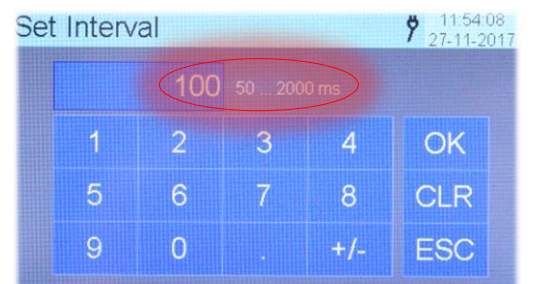 Set Interval
11:54:08
27-11-2017
100 50 ... 2000 ms
1 2 3 4 OK
5 6 7 8 CLR
9 0 . +/- ESC